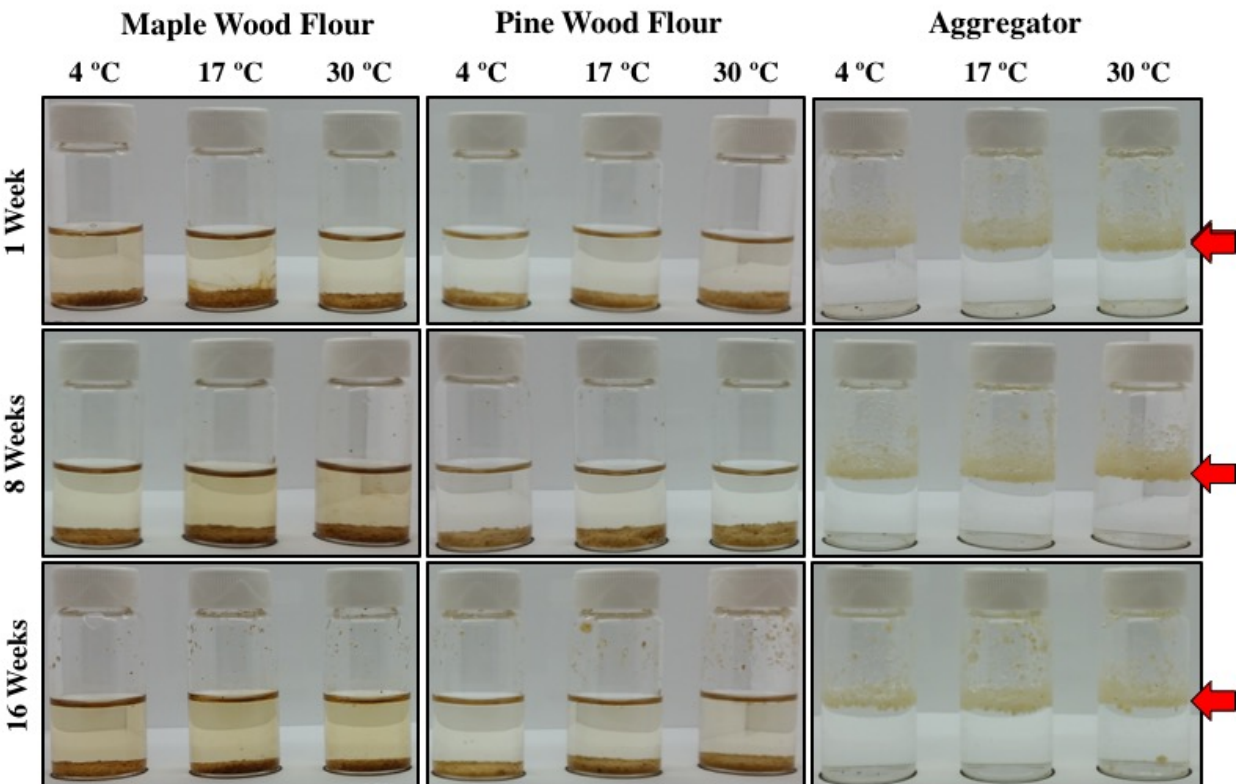 Maple Wood Flour Pine Wood Flour Aggregator
4 ºC 17 ºC 30 ºC 4 ºC 17 ºC 30 ºC 4 ºC 17 ºC 30 ºC
1 Week
8 Weeks
16 Weeks